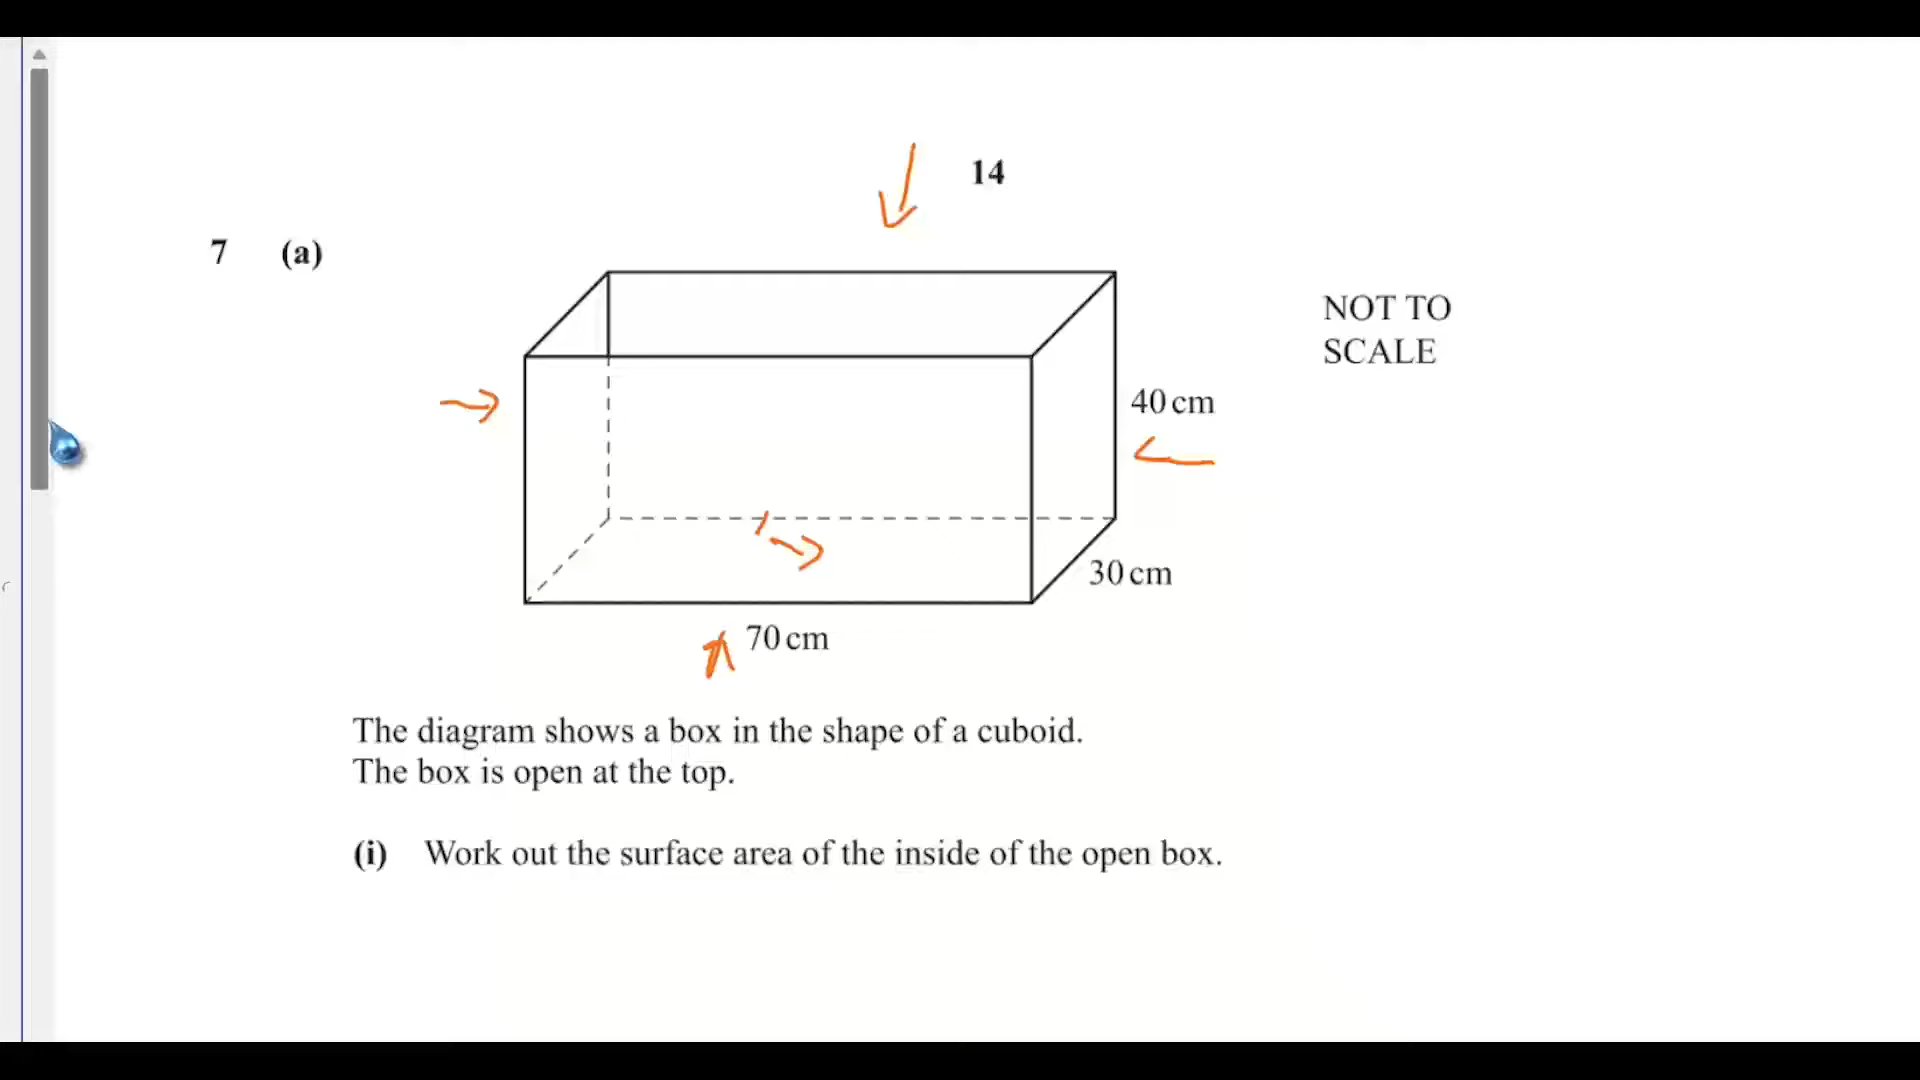 14
7 (a)
NOT TO
SCALE
40 cm
30 cm
70 cm
The diagram shows a box in the shape of a cuboid.
The box is open at the top.
(i) Work out the surface area of the inside of the open box.